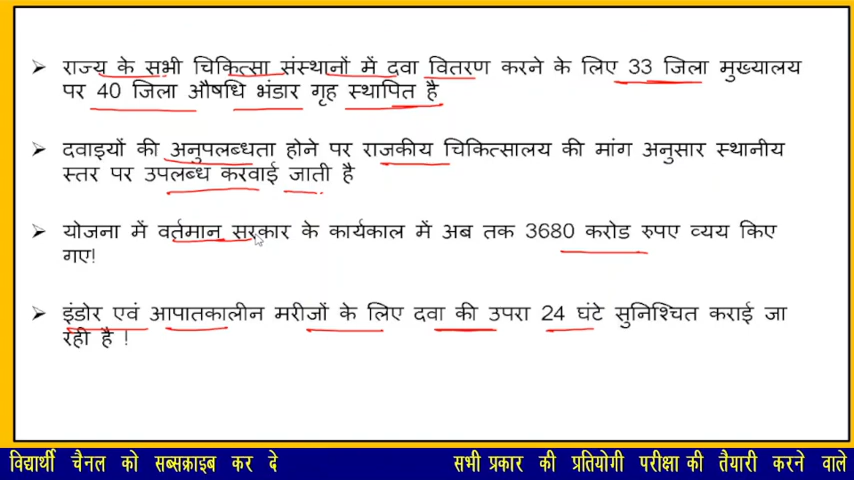 ➤ राज्य के सभी चिकित्सा संस्थानों में दवा वितरण करने के लिए 33 जिला मुख्यालय
पर 40 जिला औषधि भंडार गृह स्थापित है
➤ दवाइयों की अनुपलब्धता होने पर राजकीय चिकित्सालय की मांग अनुसार स्थानीय
स्तर पर उपलब्ध करवाई जाती है
➤ योजना में वर्तमान सरकार के कार्यकाल में अब तक 3680 करोड रुपए व्यय किए
गए!
➤ इंडोर एवं आपातकालीन मरीजों के लिए दवा की उपरा 24 घंटे सुनिश्चित कराई जा
रही है !
विद्यार्थी चैनल को सब्सक्राइब कर दे सभी प्रकार की प्रतियोगी परीक्षा की तैयारी करने वाले